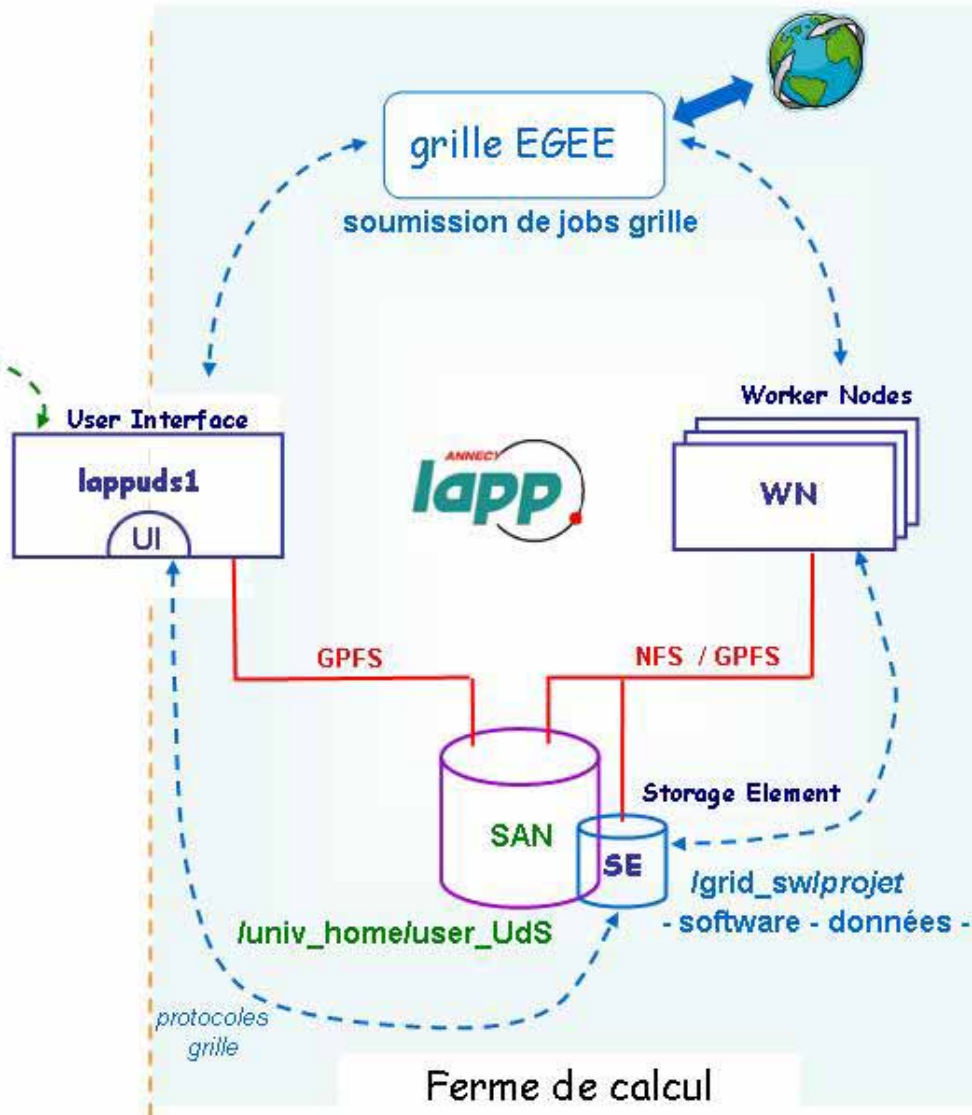 grille EGEE
soumission de jobs grille
User Interface
lappuds1
UI
ANNECY
lapp
Worker Nodes
WN
GPFS
NFS / GPFS
SAN
Storage Element
SE
/univ_home/user_UdS
/grid_sw/projet
- software - données -
protocoles
grille
Ferme de calcul